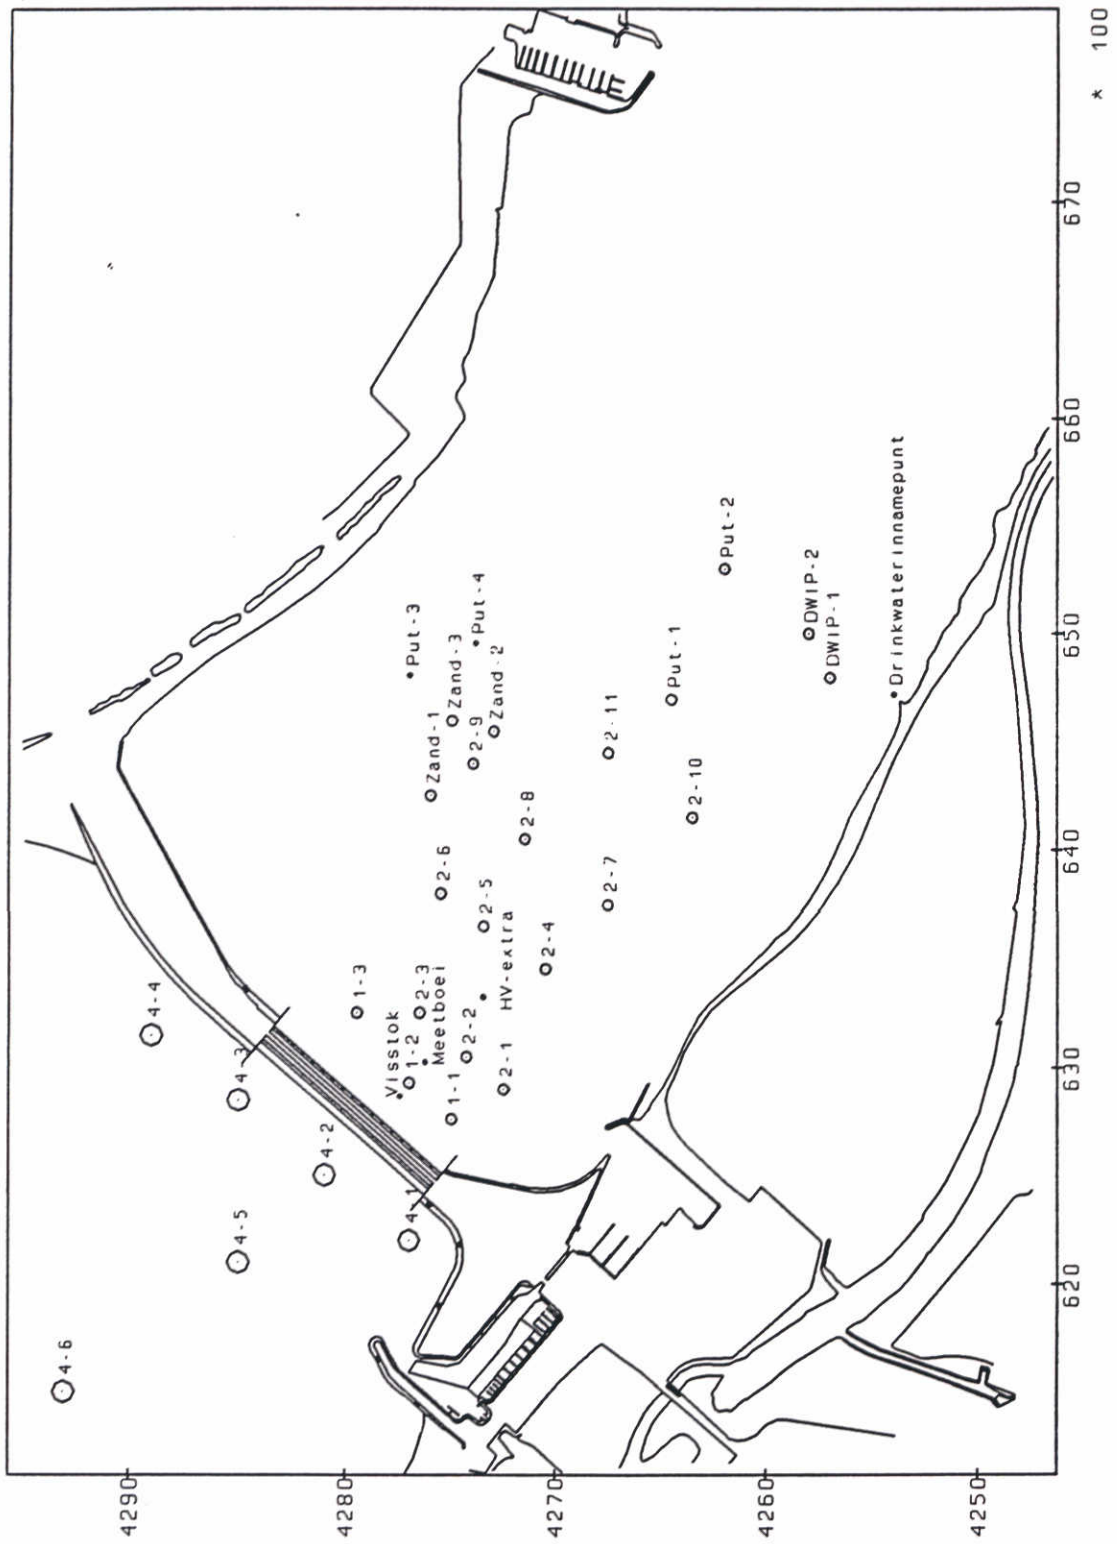 4290
4280
4270
4260
4250
620
630
640
650
660
670
* 100
4-6
4-5
4-4
4-3
4-2
4-1
1-3
Visstok
1-2
2-3
Meetboei
1-1
2-2
2-1
HV-extra
2-4
2-5
2-6
2-7
2-8
2-9
2-10
2-11
Zand-1
Zand-3
Zand-2
Put-3
Put-4
Put-1
Put-2
DWIP-2
DWIP-1
Drinkwaterinnamepunt